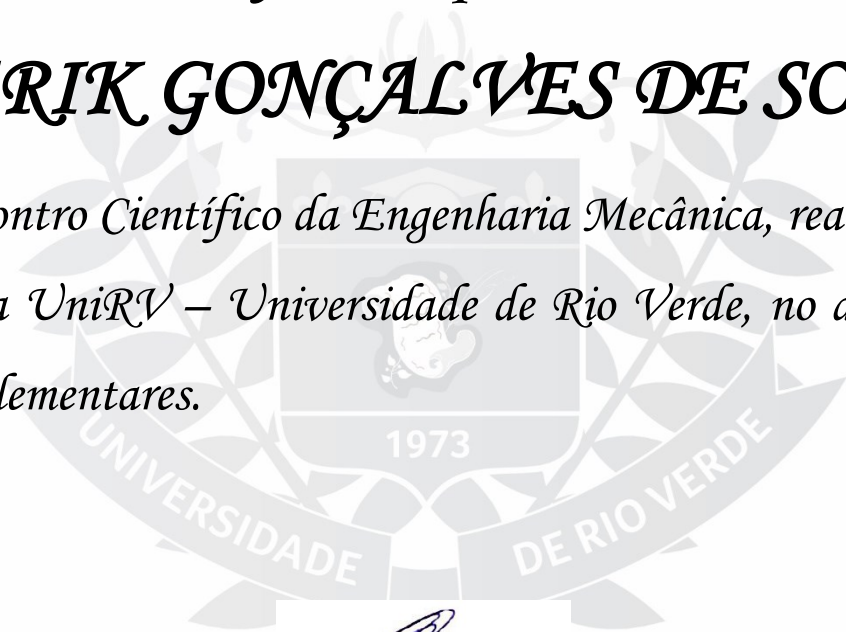 RIK GONÇALVES DE SO
ontro Científico da Engenharia Mecânica, rea
a UniRV – Universidade de Rio Verde, no d
lementares.
1973
UNIVERSIDADE DE RIO VERDE